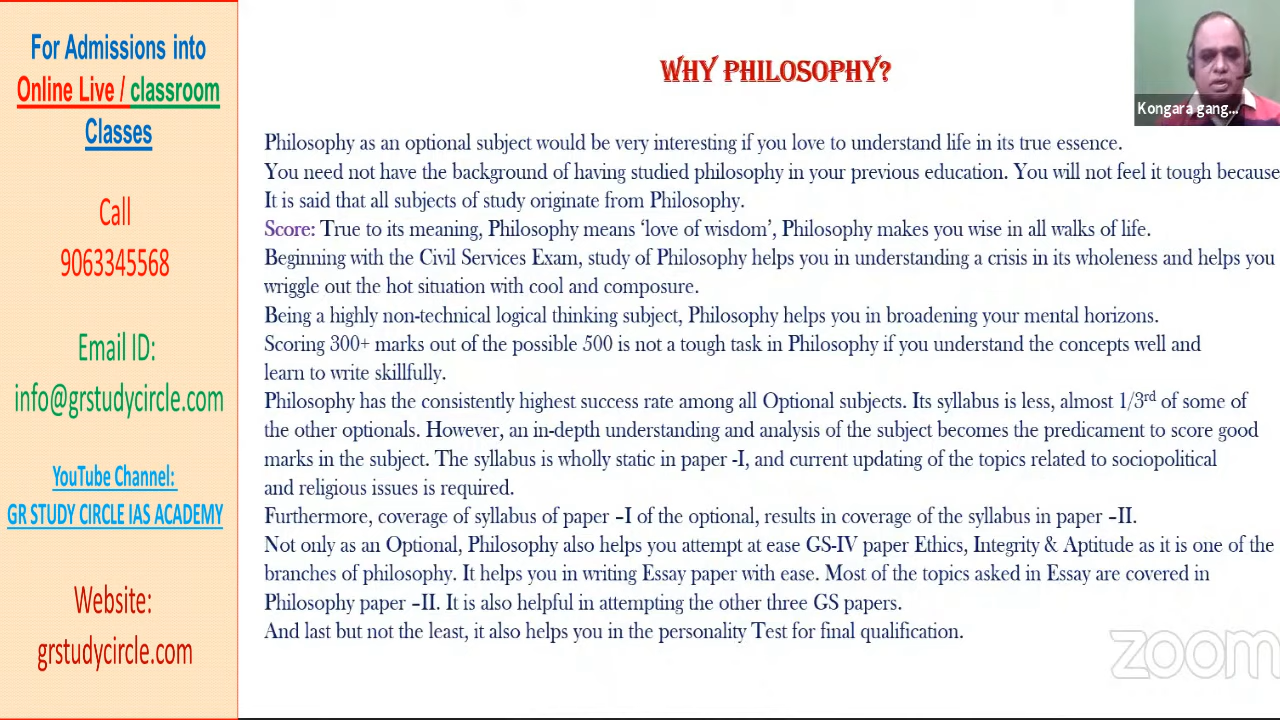 For Admissions into
Online Live / classroom
Classes
Call
9063345568
Email ID:
info@grstudycircle.com
YouTube Channel:
GR STUDY CIRCLE IAS ACADEMY
Website:
grstudycircle.com
WHY PHILOSOPHY?
Kongara gang...
Philosophy as an optional subject would be very interesting if you love to understand life in its true essence.
You need not have the background of having studied philosophy in your previous education. You will not feel it tough because
It is said that all subjects of study originate from Philosophy.
Score: True to its meaning, Philosophy means ‘love of wisdom’, Philosophy makes you wise in all walks of life.
Beginning with the Civil Services Exam, study of Philosophy helps you in understanding a crisis in its wholeness and helps you
wriggle out the hot situation with cool and composure.
Being a highly non-technical logical thinking subject, Philosophy helps you in broadening your mental horizons.
Scoring 300+ marks out of the possible 500 is not a tough task in Philosophy if you understand the concepts well and
learn to write skillfully.
Philosophy has the consistently highest success rate among all Optional subjects. Its syllabus is less, almost 1/3rd of some of
the other optionals. However, an in-depth understanding and analysis of the subject becomes the predicament to score good
marks in the subject. The syllabus is wholly static in paper -I, and current updating of the topics related to sociopolitical
and religious issues is required.
Furthermore, coverage of syllabus of paper –I of the optional, results in coverage of the syllabus in paper –II.
Not only as an Optional, Philosophy also helps you attempt at ease GS-IV paper Ethics, Integrity & Aptitude as it is one of the
branches of philosophy. It helps you in writing Essay paper with ease. Most of the topics asked in Essay are covered in
Philosophy paper –II. It is also helpful in attempting the other three GS papers.
And last but not the least, it also helps you in the personality Test for final qualification.
zoom